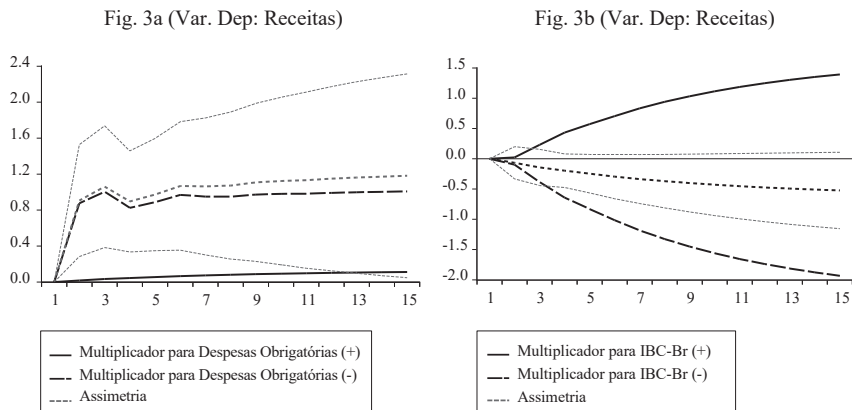 Fig. 3a (Var. Dep: Receitas)
2.4
2.0
1.6
1.2
0.8
0.4
0.0
1 3 5 7 9 11 13 15
Multiplicador para Despesas Obrigatórias (+)
Multiplicador para Despesas Obrigatórias (-)
Assimetria
Fig. 3b (Var. Dep: Receitas)
1.5
1.0
0.5
0.0
-0.5
-1.0
-1.5
-2.0
1 3 5 7 9 11 13 15
Multiplicador para IBC-Br (+)
Multiplicador para IBC-Br (-)
Assimetria